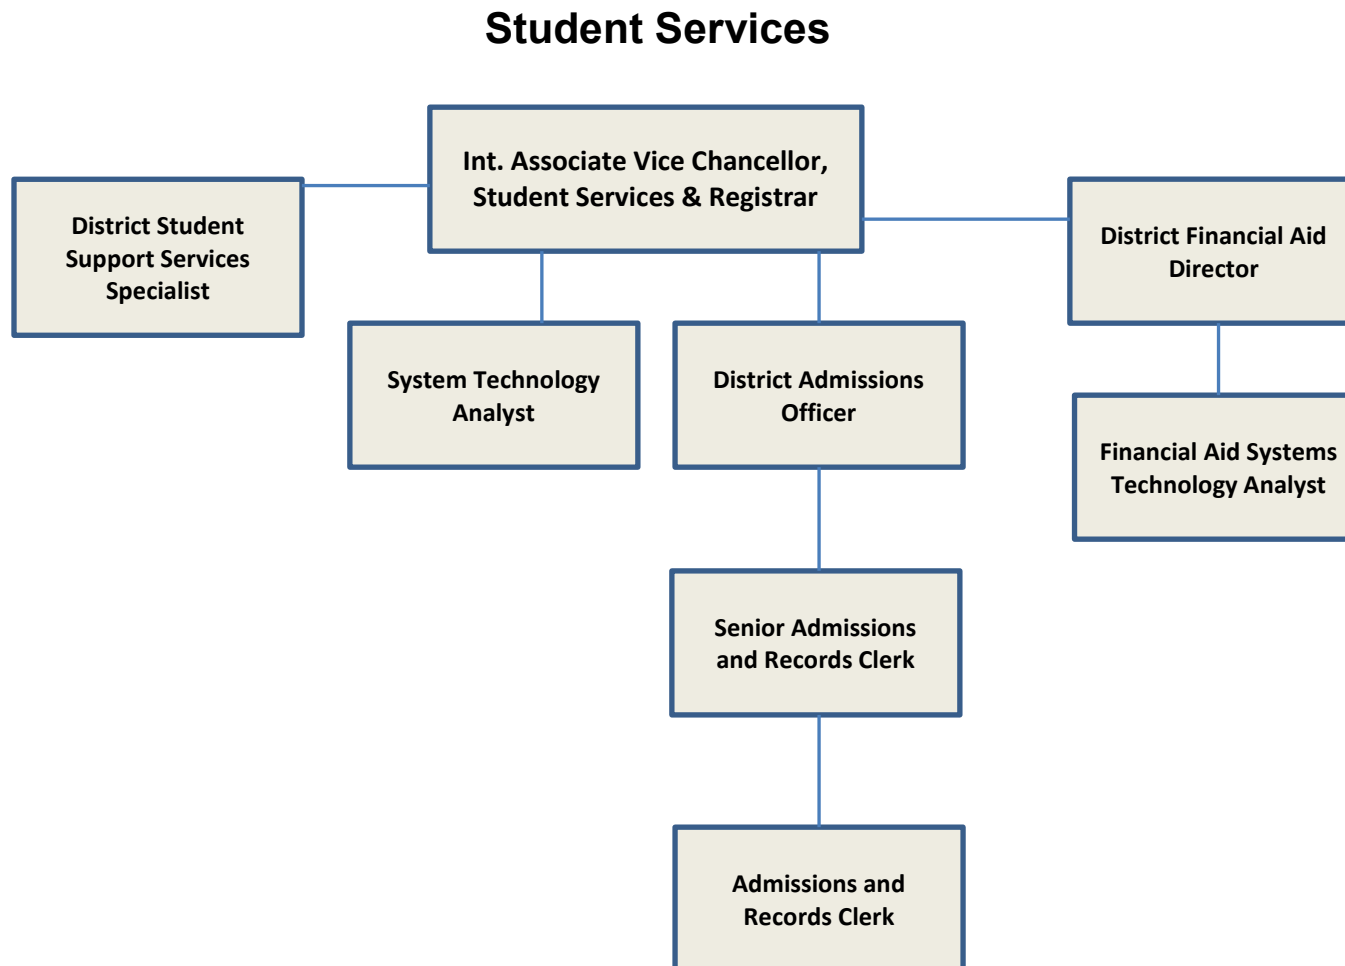 Student Services
Int. Associate Vice Chancellor,
Student Services & Registrar
District Student
Support Services
Specialist
District Financial Aid
Director
System Technology
Analyst
District Admissions
Officer
Financial Aid Systems
Technology Analyst
Senior Admissions
and Records Clerk
Admissions and
Records Clerk